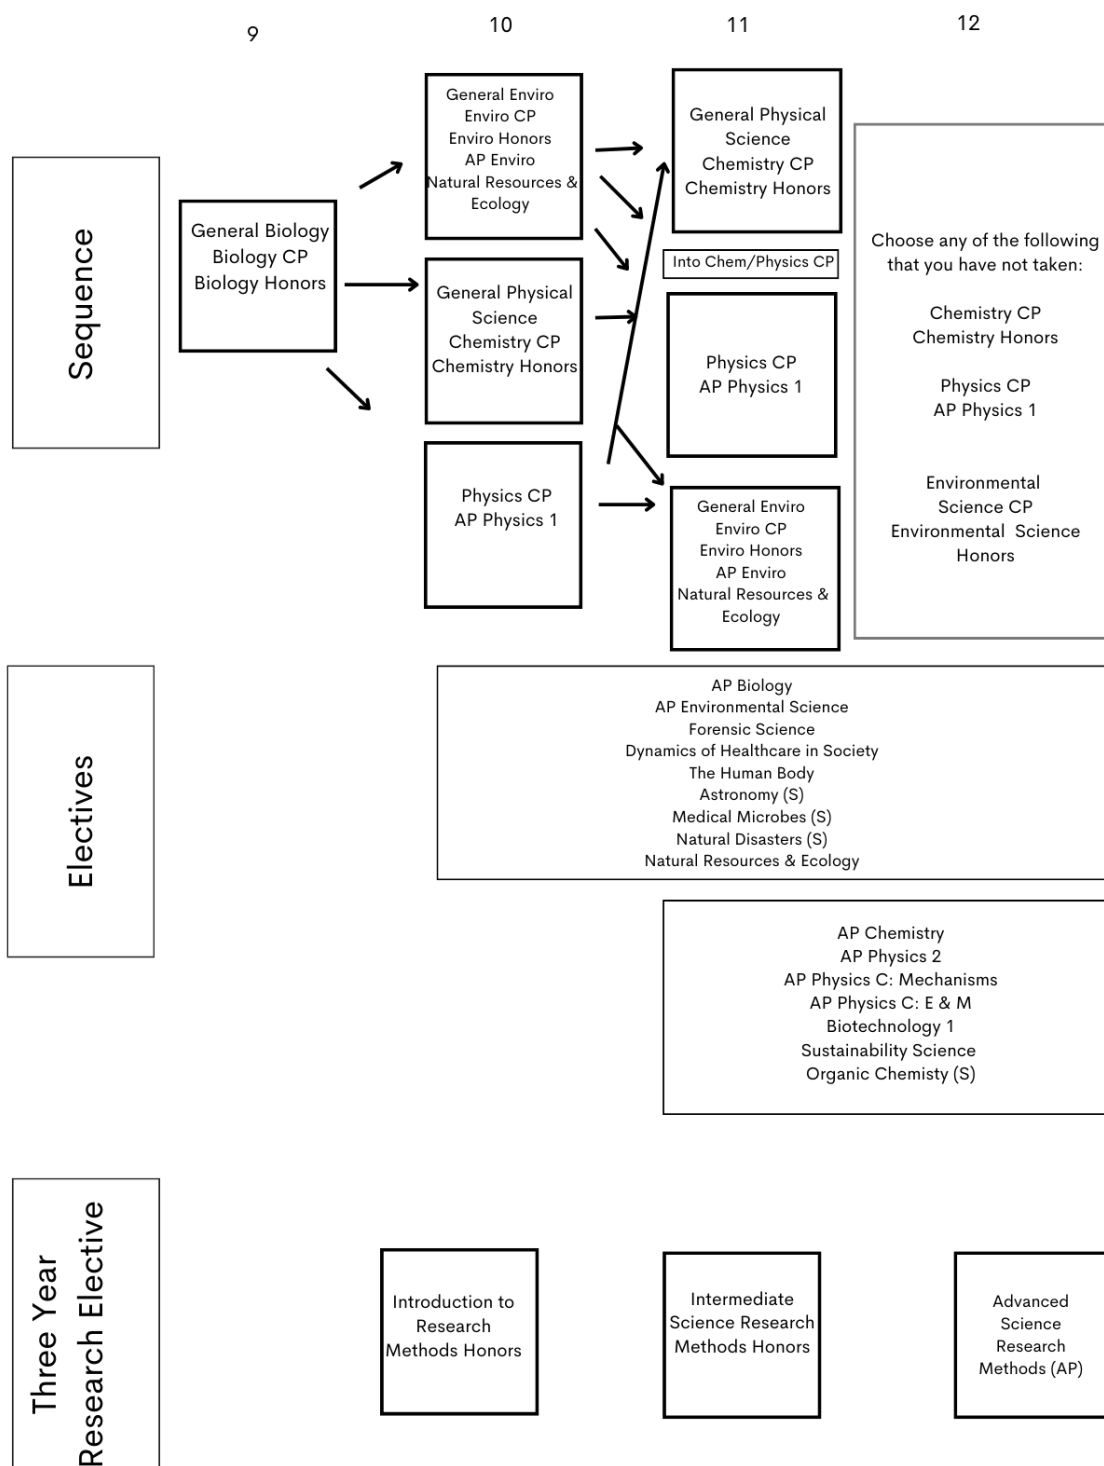 9
10
11
12
Sequence
General Biology
Biology CP
Biology Honors
General Enviro
Enviro CP
Enviro Honors
AP Enviro
Natural Resources &
Ecology
General Physical
Science
Chemistry CP
Chemistry Honors
Physics CP
AP Physics 1
General Physical
Science
Chemistry CP
Chemistry Honors
Into Chem/Physics CP
Physics CP
AP Physics 1
General Enviro
Enviro CP
Enviro Honors
AP Enviro
Natural Resources &
Ecology
Choose any of the following
that you have not taken:
Chemistry CP
Chemistry Honors
Physics CP
AP Physics 1
Environmental
Science CP
Environmental Science
Honors
Electives
AP Biology
AP Environmental Science
Forensic Science
Dynamics of Healthcare in Society
The Human Body
Astronomy (S)
Medical Microbes (S)
Natural Disasters (S)
Natural Resources & Ecology
AP Chemistry
AP Physics 2
AP Physics C: Mechanisms
AP Physics C: E & M
Biotechnology 1
Sustainability Science
Organic Chemisty (S)
Three Year
Research Elective
Introduction to
Research
Methods Honors
Intermediate
Science Research
Methods Honors
Advanced
Science
Research
Methods (AP)